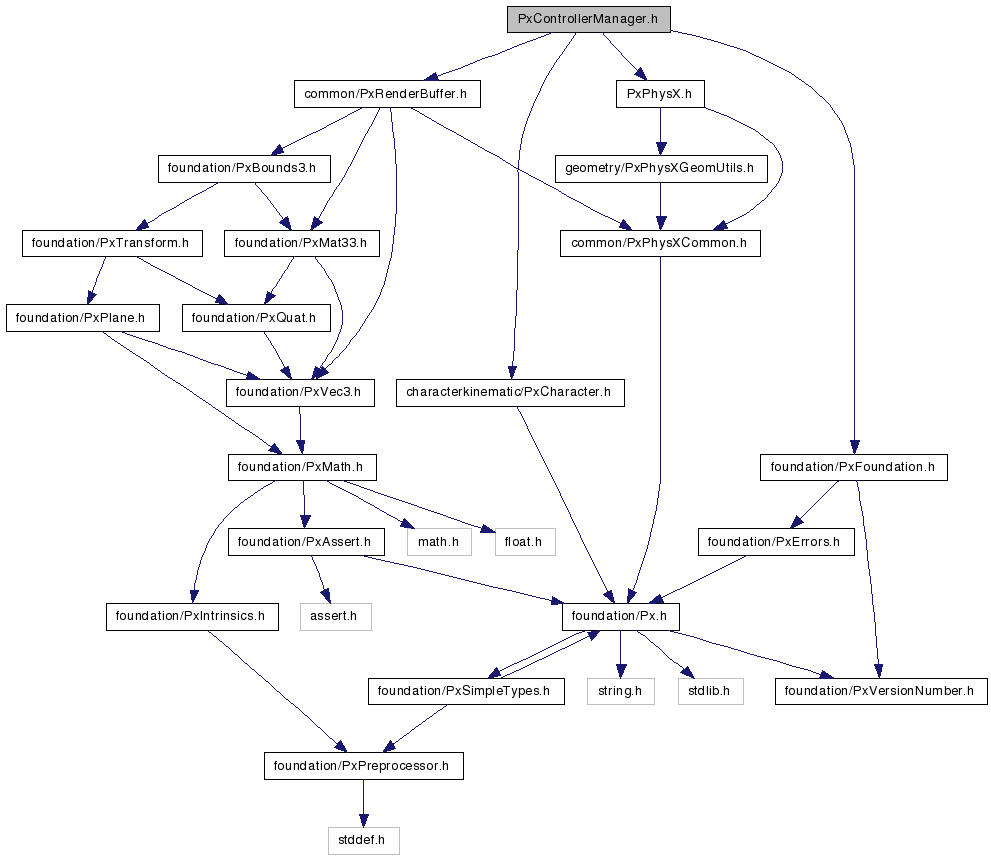 PxControllerManager.h
common/PxRenderBuffer.h
PxPhysX.h
foundation/PxBounds3.h
geometry/PxPhysXGeomUtils.h
foundation/PxTransform.h
foundation/PxMat33.h
common/PxPhysXCommon.h
foundation/PxPlane.h
foundation/PxQuat.h
foundation/PxVec3.h
characterkinematic/PxCharacter.h
foundation/PxMath.h
foundation/PxFoundation.h
foundation/PxAssert.h
math.h
float.h
foundation/PxErrors.h
foundation/PxIntrinsics.h
assert.h
foundation/Px.h
foundation/PxSimpleTypes.h
string.h
stdlib.h
foundation/PxVersionNumber.h
foundation/PxPreprocessor.h
stddef.h